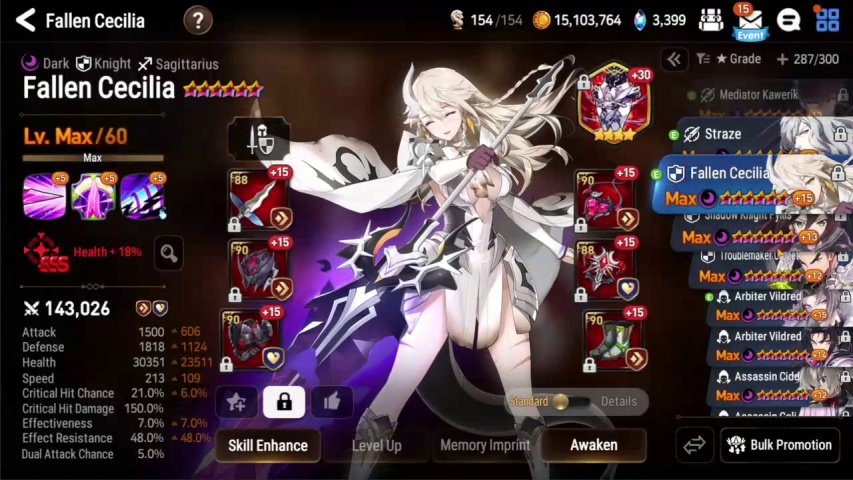 Fallen Cecilia
?
154/154
15,103,764
3,399
15
Event
Dark Knight Sagittarius
Fallen Cecilia
Lv. Max/60
Max
+5
+5
+5
SSS
Health + 18%
143,026
Attack 1500 606
Defense 1818 1124
Health 30351 23511
Speed 213 109
Critical Hit Chance 21.0% 6.0%
Critical Hit Damage 150.0%
Effectiveness 7.0% 7.0%
Effect Resistance 48.0% 48.0%
Dual Attack Chance 5.0%
88 +15
90 +15
90 +15
+30
90 +15
88 +15
90 +15
Standard
Details
Skill Enhance
Level Up
Memory Imprint
Awaken
Grade
287/300
Mediator Kawerik
E Straze
E Fallen Cecilia
Max +15
Shadow Knight Pyllis
Max +13
Troublemaker
Max +12
E Arbiter Vildred
Max +15
Arbiter Vildred
Max +14
Assassin Cidd
Max +12
Bulk Promotion